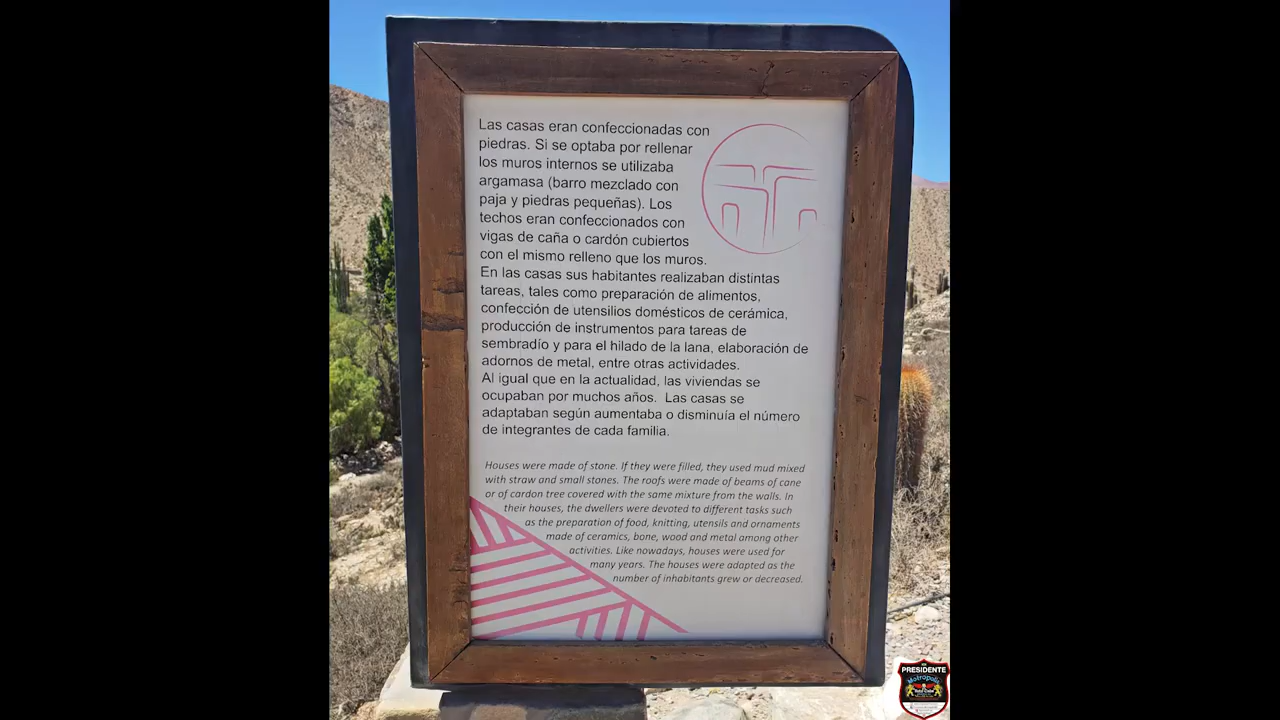 Las casas eran confeccionadas con
piedras. Si se optaba por rellenar
los muros internos se utilizaba
argamasa (barro mezclado con
paja y piedras pequeñas). Los
techos eran confeccionados con
vigas de caña o cardón cubiertos
con el mismo relleno que los muros.
En las casas sus habitantes realizaban distintas
tareas, tales como preparación de alimentos,
confección de utensilios domésticos de cerámica,
producción de instrumentos para tareas de
sembradío y para el hilado de la lana, elaboración de
adornos de metal, entre otras actividades.
Al igual que en la actualidad, las viviendas se
ocupaban por muchos años. Las casas se
adaptaban según aumentaba o disminuía el número
de integrantes de cada familia.
Houses were made of stone. If they were filled, they used mud mixed
with straw and small stones. The roofs were made of beams of cane
or of cardon tree covered with the same mixture from the walls. In
their houses, the dwellers were devoted to different tasks such
as the preparation of food, knitting, utensils and ornaments
made of ceramics, bone, wood and metal among other
activities. Like nowadays, houses were used for
many years. The houses were adapted as the
number of inhabitants grew or decreased.
PRESIDENTE
Metropolis